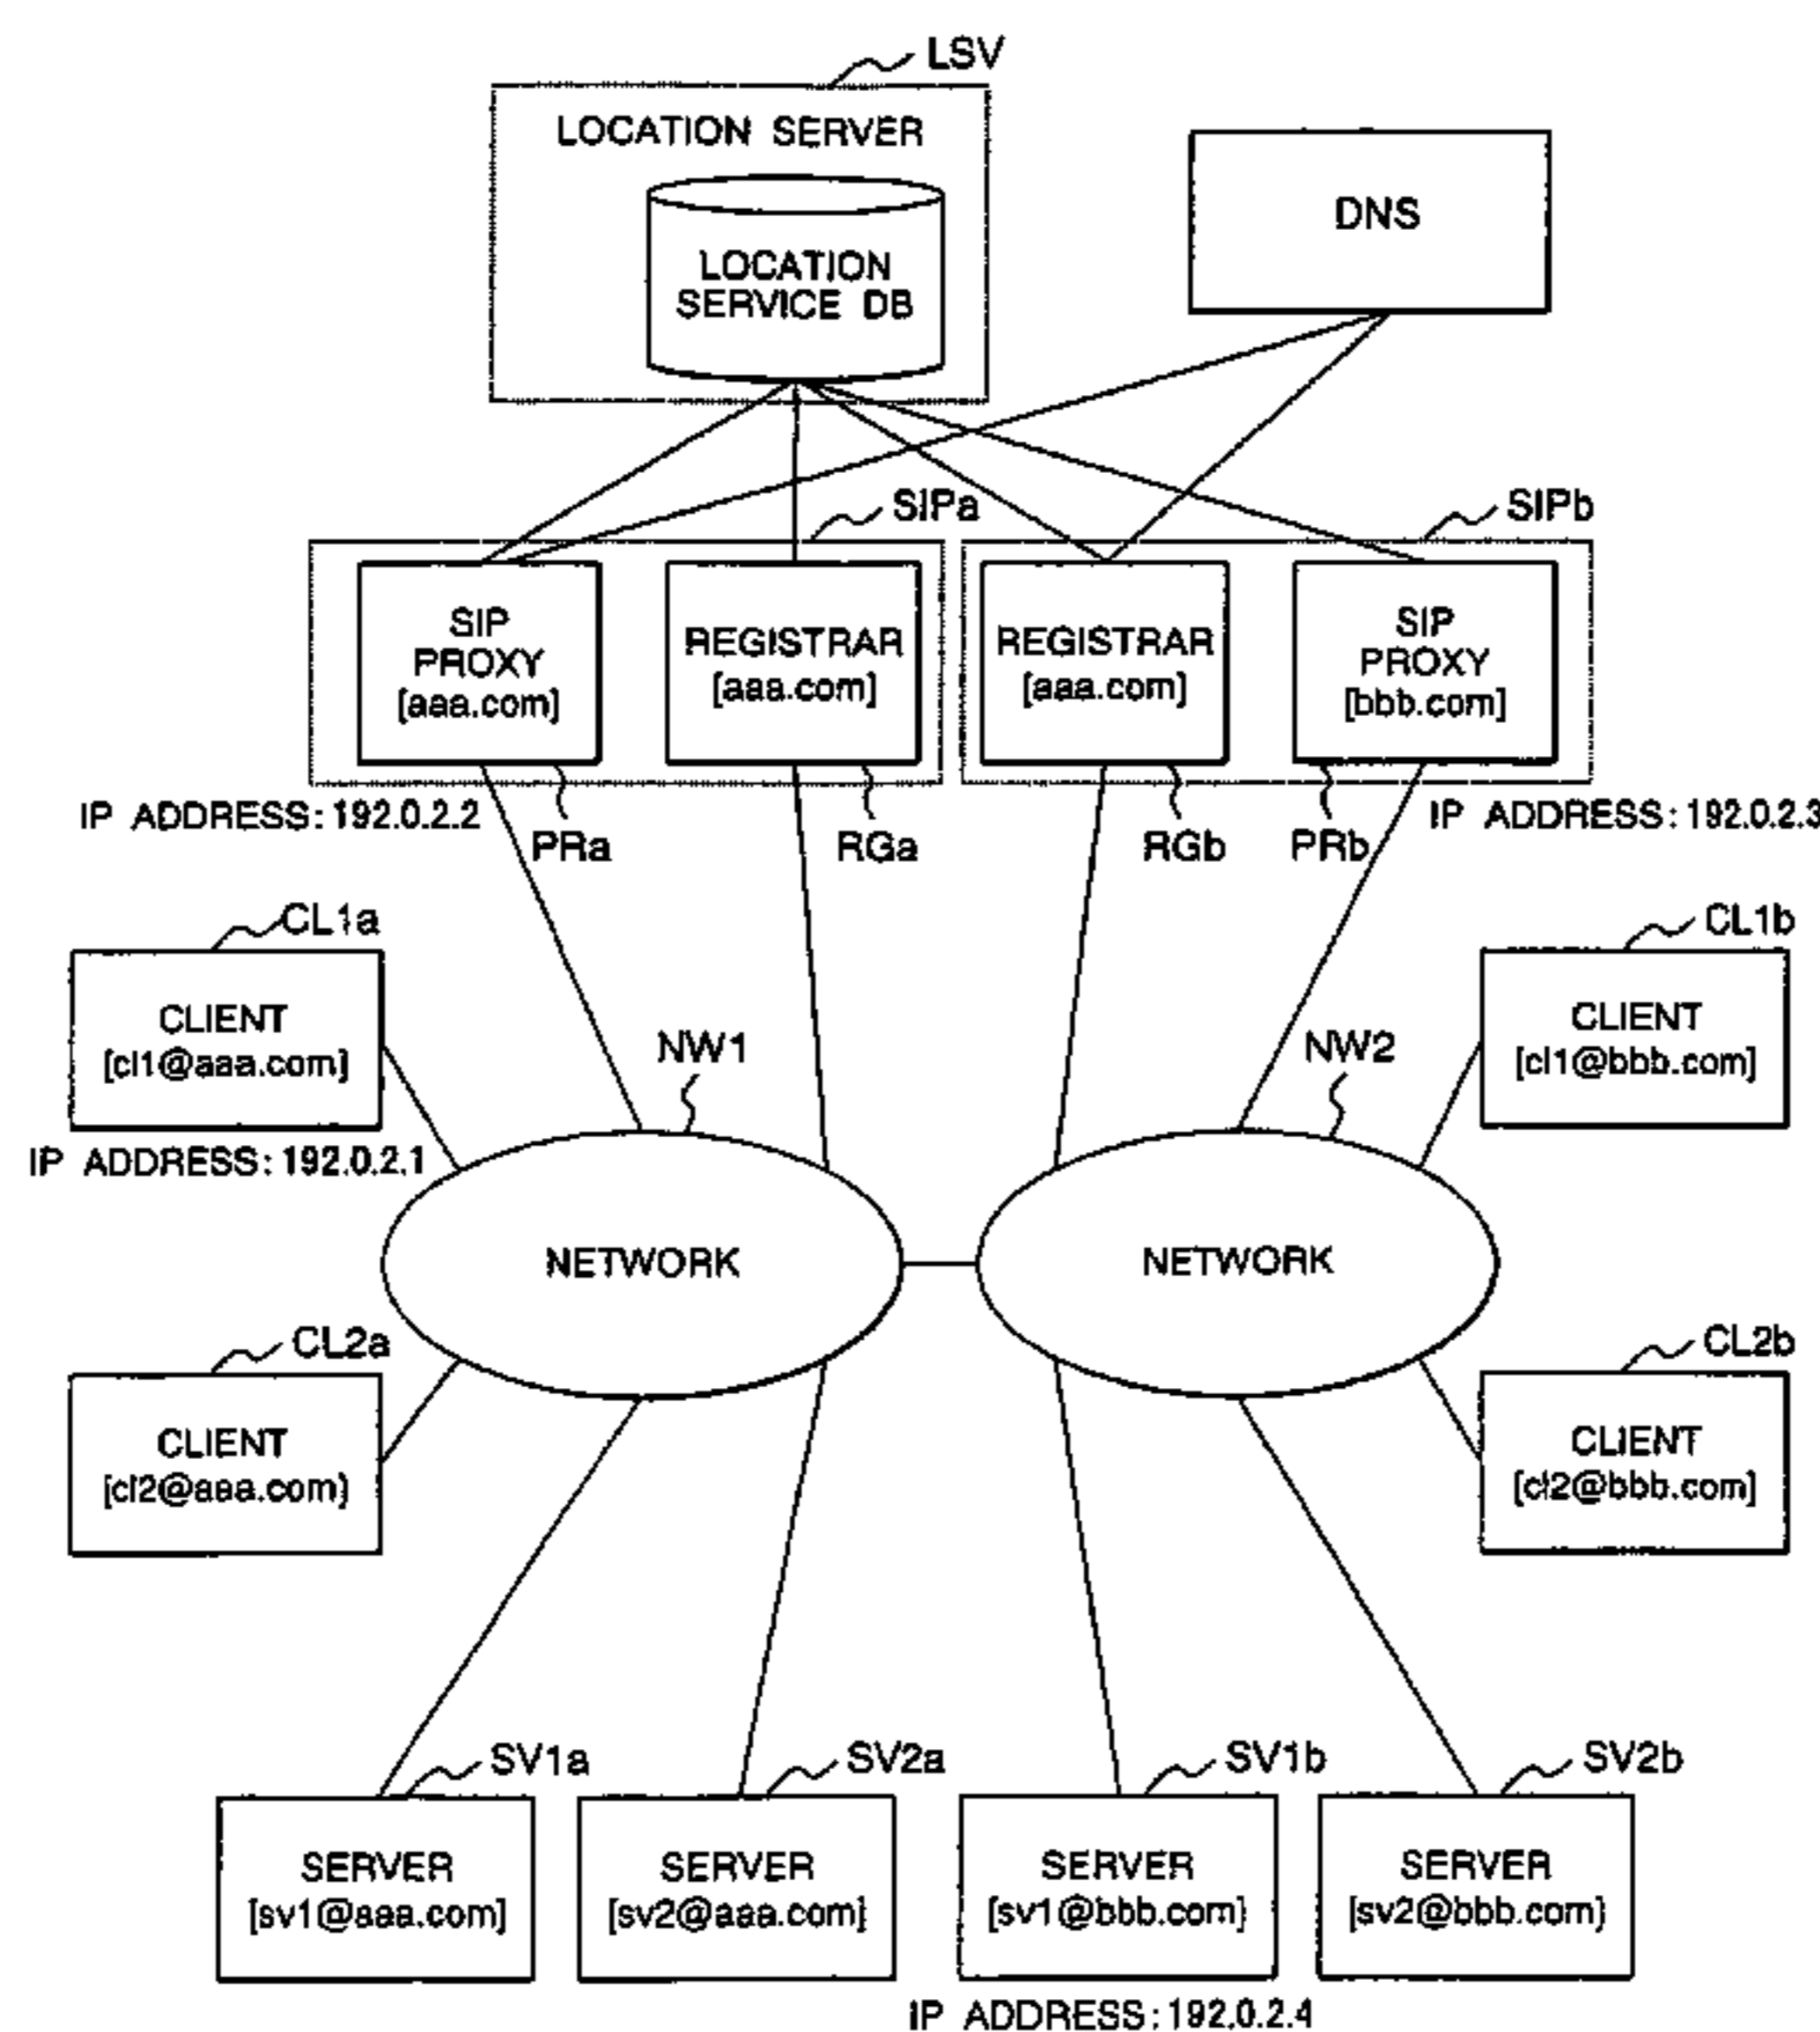 LSV
LOCATION SERVER
LOCATION
SERVICE DB
DNS
SIPa
SIPb
SIP
PROXY
[aaa.com]
REGISTRAR
[aaa.com]
REGISTRAR
[aaa.com]
SIP
PROXY
[bbb.com]
IP ADDRESS:192.0.2.2
PRa
RGa
RGb
PRb
IP ADDRESS:192.0.2.3
CL1a
CLIENT
[cl1@aaa.com]
IP ADDRESS:192.0.2.1
NW1
NW2
CL1b
CLIENT
[cl1@bbb.com]
NETWORK
NETWORK
CL2a
CLIENT
[cl2@aaa.com]
CL2b
CLIENT
[cl2@bbb.com]
SV1a
SERVER
[sv1@aaa.com]
SV2a
SERVER
[sv2@aaa.com]
SV1b
SERVER
[sv1@bbb.com]
IP ADDRESS:192.0.2.4
SV2b
SERVER
[sv2@bbb.com]